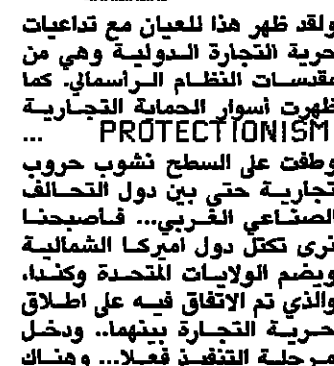 ولقد ظهر هذا للعيان مع تداعيات
حرية التجارة الدولية وهي من
مقدسات النظام الرأسمالي. كما
ظهرت أسوار الحماية التجارية
PROTECTIONISM ...
وطفت على السطح نشوب حروب
تجارية حتى بين دول التحالف
الصناعي الغربي... فأصبحنا
نرى تكتل دول اميركا الشمالية
ويضم الولايات المتحدة وكندا،
والذي تم الاتفاق فيه على اطلاق
حرية التجارة بينهما.. ودخل
مرحلة التنفيذ فعلا... وهناك